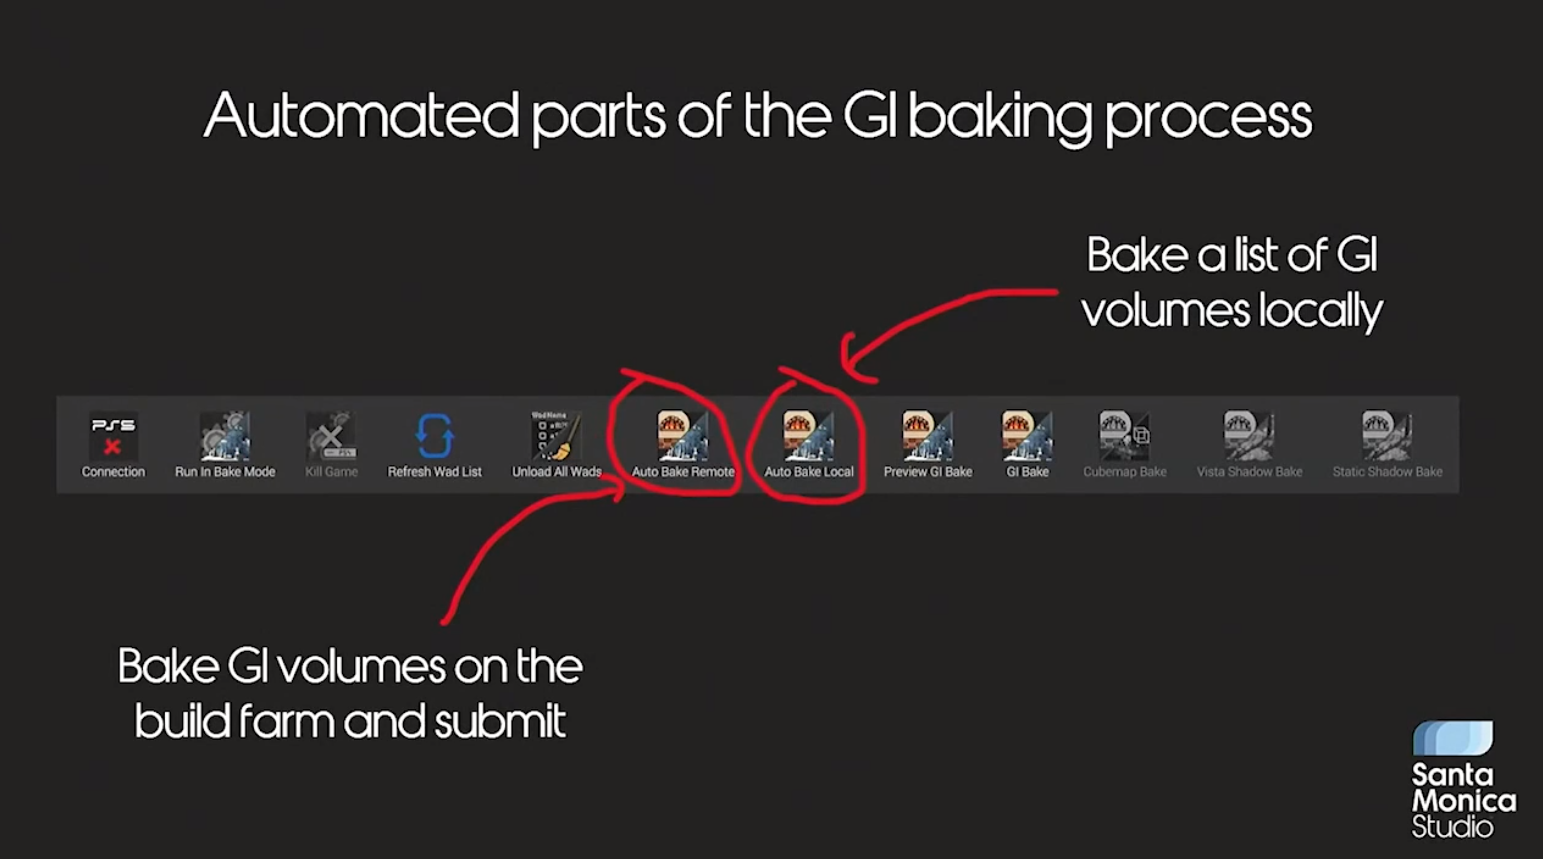 Automated parts of the GI baking process
Bake a list of GI
volumes locally
PS5
Wad Name
Connection
Run In Bake Mode
Kill Game
Refresh Wad List
Unload All Wads
Auto Bake Remote
Auto Bake Local
Preview GI Bake
GI Bake
Cubemap Bake
Vista Shadow Bake
Static Shadow Bake
Bake GI volumes on the
build farm and submit
Santa
Monica
Studio